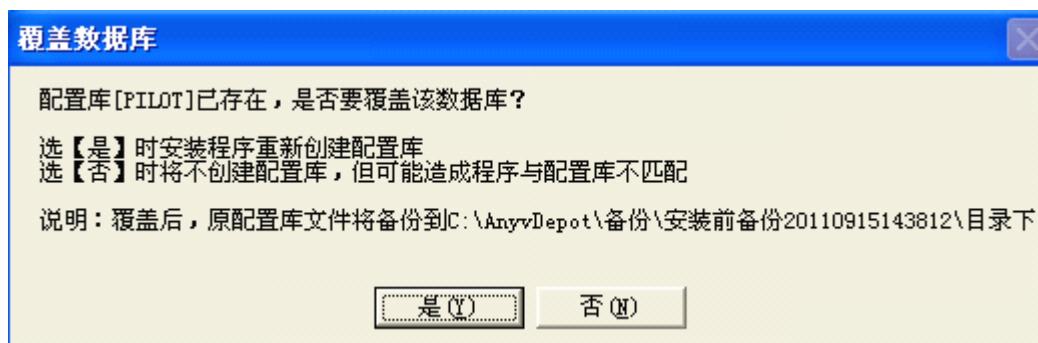 覆盖数据库
配置库[PILOT]已存在，是否要覆盖该数据库?
选【是】时安装程序重新创建配置库
选【否】时将不创建配置库，但可能造成程序与配置库不匹配
说明：覆盖后，原配置库文件将备份到C:\AnyvDepot\备份\安装前备份20110915143812\目录下
是(Y)
否(N)